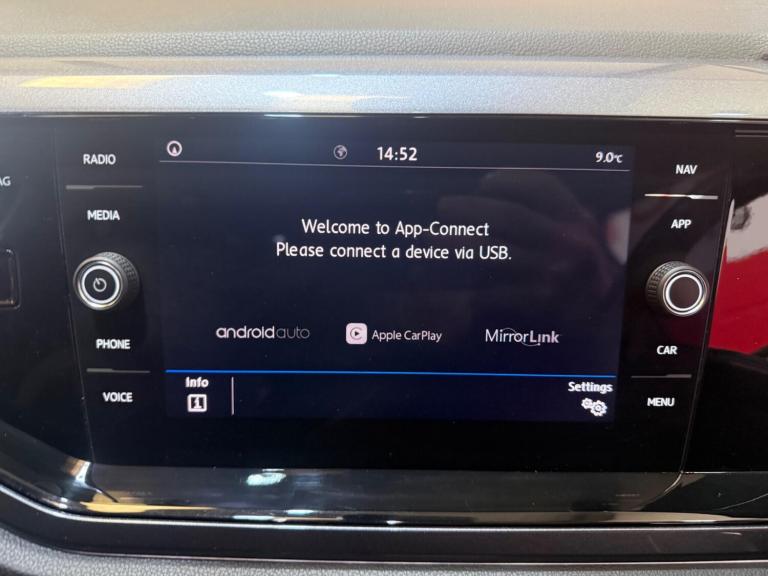 RADIO
MEDIA
PHONE
VOICE
14:52
9.0°C
Welcome to App-Connect
Please connect a device via USB.
androidauto
Apple CarPlay
MirrorLink
Info
Settings
NAV
APP
CAR
MENU